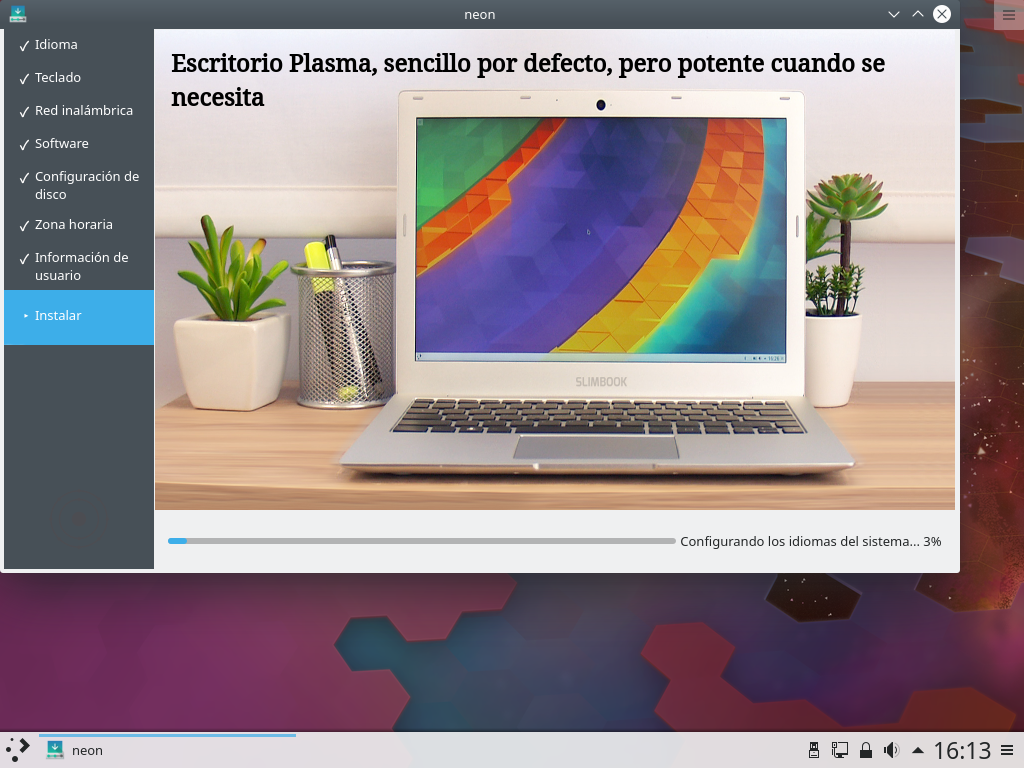 neon
Idioma
Teclado
Red inalámbrica
Software
Configuración de
disco
Zona horaria
Información de
usuario
Instalar
Escritorio Plasma, sencillo por defecto, pero potente cuando se
necesita
SLIMBOOK
Configurando los idiomas del sistema... 3%
neon
16:13